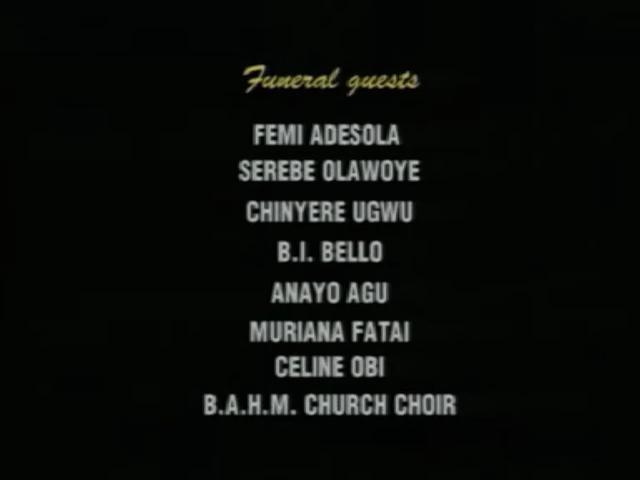 Funeral guests
FEMI ADESOLA
SEREBE OLAWOYE
CHINYERE UGWU
B.I. BELLO
ANAYO AGU
MURIANA FATAI
CELINE OBI
B.A.H.M. CHURCH CHOIR